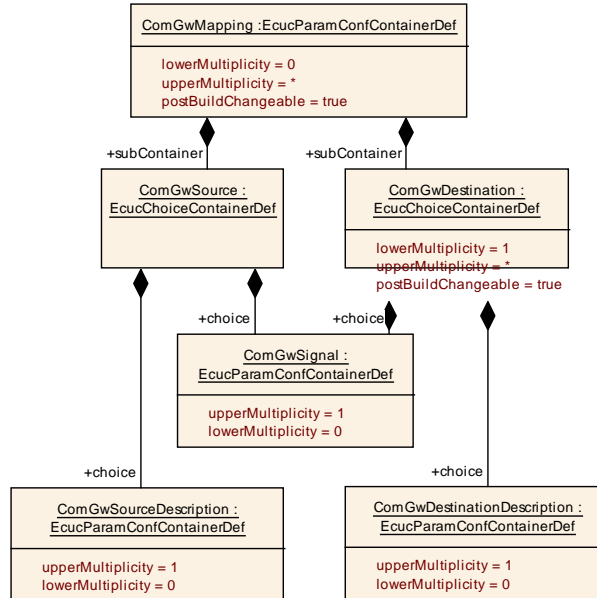 ComGwMapping :EcucParamConfContainerDef
lowerMultiplicity = 0
upperMultiplicity = *
postBuildChangeable = true
+subContainer
+subContainer
ComGwSource :
EcucChoiceContainerDef
ComGwDestination :
EcucChoiceContainerDef
lowerMultiplicity = 1
upperMultiplicity = *
postBuildChangeable = true
+choice
+choice
ComGwSignal :
EcucParamConfContainerDef
upperMultiplicity = 1
lowerMultiplicity = 0
+choice
+choice
ComGwSourceDescription :
EcucParamConfContainerDef
upperMultiplicity = 1
lowerMultiplicity = 0
ComGwDestinationDescription :
EcucParamConfContainerDef
upperMultiplicity = 1
lowerMultiplicity = 0